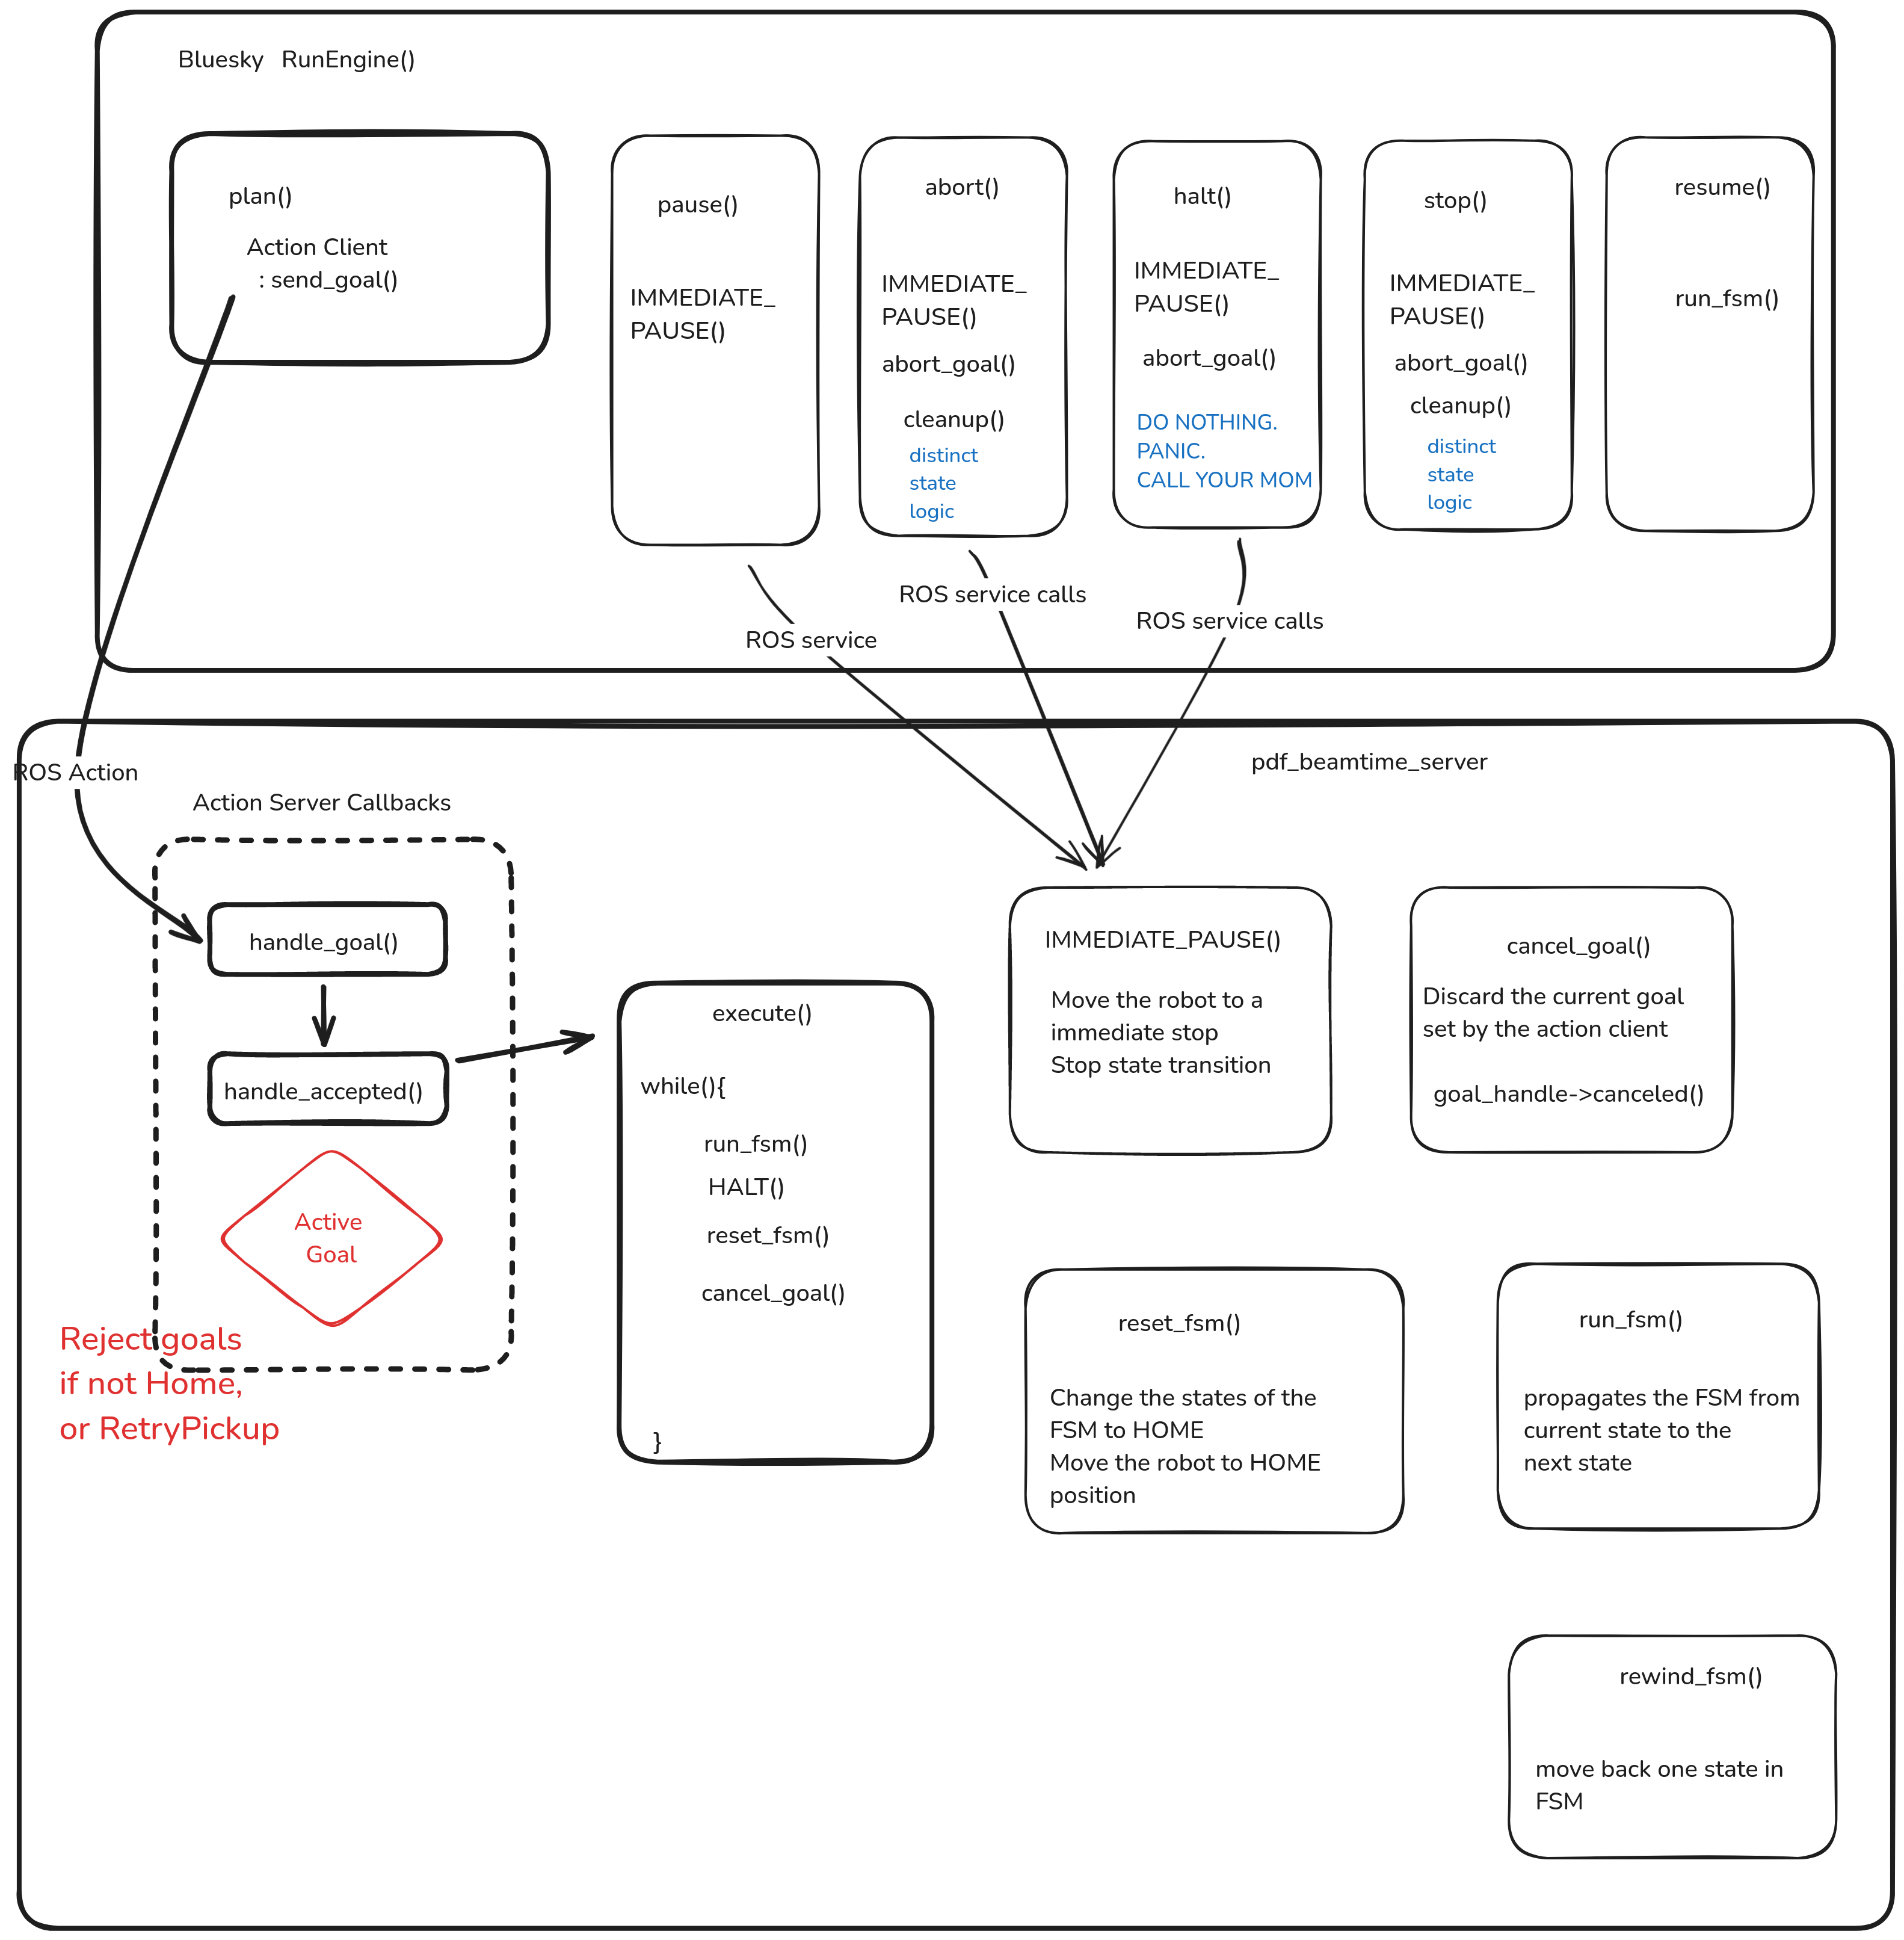 Bluesky RunEngine()
plan()
Action Client
: send_goal()
pause()
IMMEDIATE_
PAUSE()
abort()
IMMEDIATE_
PAUSE()
abort_goal()
cleanup()
distinct
state
logic
halt()
IMMEDIATE_
PAUSE()
abort_goal()
DO NOTHING.
PANIC.
CALL YOUR MOM
stop()
IMMEDIATE_
PAUSE()
abort_goal()
cleanup()
distinct
state
logic
resume()
run_fsm()
ROS service
ROS service calls
ROS service calls
ROS Action
pdf_beamtime_server
Action Server Callbacks
handle_goal()
handle_accepted()
Active
Goal
Reject goals
if not Home,
or RetryPickup
execute()
while(){
run_fsm()
HALT()
reset_fsm()
cancel_goal()
}
IMMEDIATE_PAUSE()
Move the robot to a
immediate stop
Stop state transition
cancel_goal()
Discard the current goal
set by the action client
goal_handle->canceled()
reset_fsm()
Change the states of the
FSM to HOME
Move the robot to HOME
position
run_fsm()
propagates the FSM from
current state to the
next state
rewind_fsm()
move back one state in
FSM